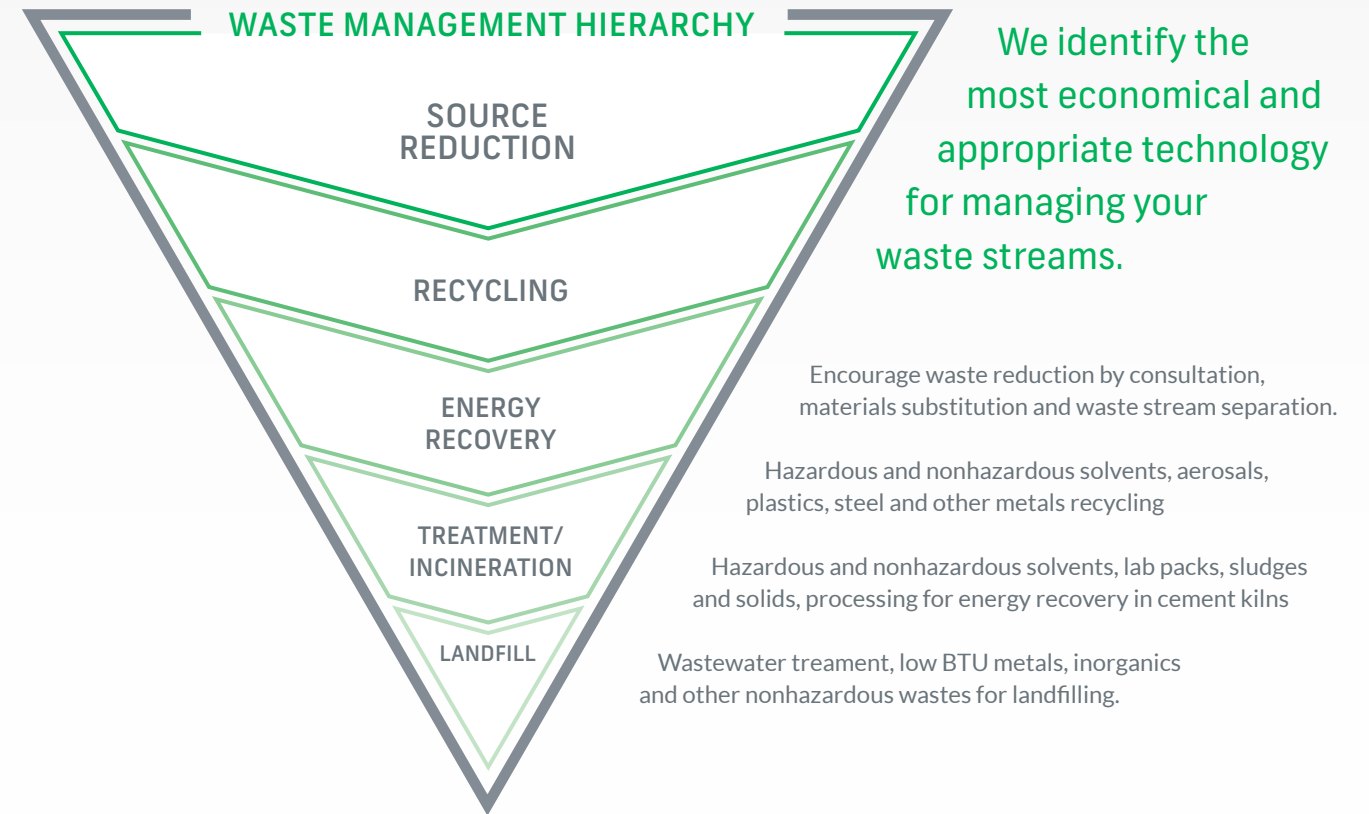 WASTE MANAGEMENT HIERARCHY
SOURCE
REDUCTION
RECYCLING
ENERGY
RECOVERY
TREATMENT/
INCINERATION
LANDFILL
We identify the
most economical and
appropriate technology
for managing your
waste streams.
Encourage waste reduction by consultation,
materials substitution and waste stream separation.
Hazardous and nonhazardous solvents, aerosals,
plastics, steel and other metals recycling
Hazardous and nonhazardous solvents, lab packs, sludges
and solids, processing for energy recovery in cement kilns
Wastewater treament, low BTU metals, inorganics
and other nonhazardous wastes for landfilling.